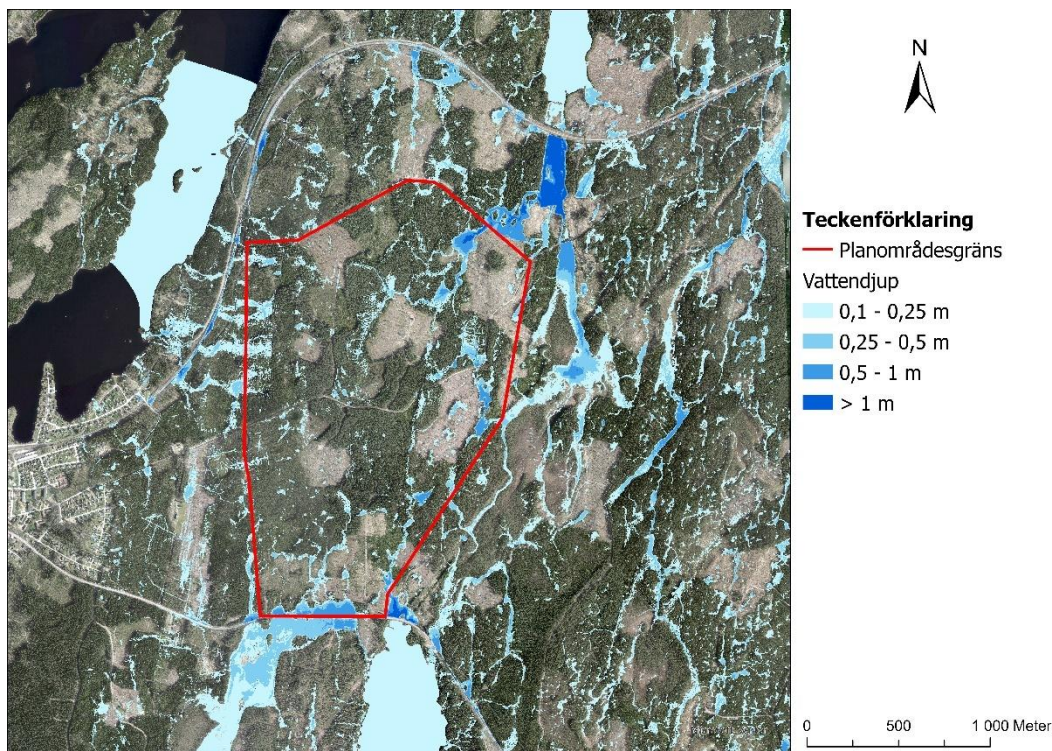 N
Teckenförklaring
Planområdesgräns
Vattendjup
0,1 - 0,25 m
0,25 - 0,5 m
0,5 - 1 m
> 1 m
0 500 1 000 Meter